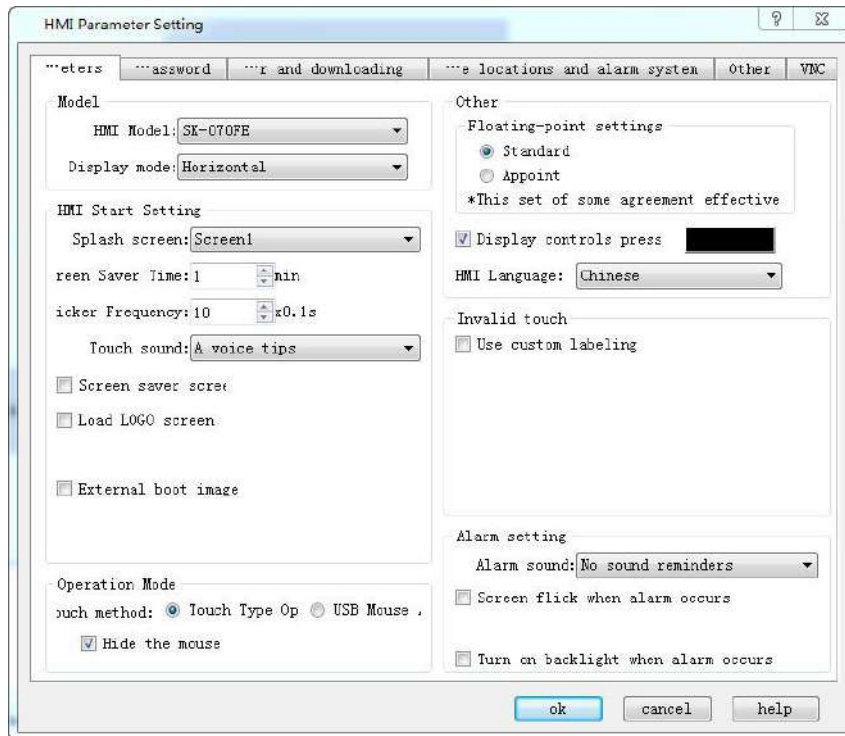 HMI Parameter Setting
···eters ···assword ···r and downloading ···e locations and alarm system Other VNC
Model
HMI Model: SK-070FE
Display mode: Horizontal
HMI Start Setting
Splash screen: Screen1
reen Saver Time: 1 min
icker Frequency: 10 x0.1s
Touch sound: A voice tips
Screen saver scree
Load LOGO screen
External boot image
Operation Mode
ouch method: Touch Type Op USB Mouse
Hide the mouse
Other
Floating-point settings
Standard
Appoint
*This set of some agreement effective
Display controls press
HMI Language: Chinese
Invalid touch
Use custom labeling
Alarm setting
Alarm sound: No sound reminders
Screen flick when alarm occurs
Turn on backlight when alarm occurs
ok cancel help